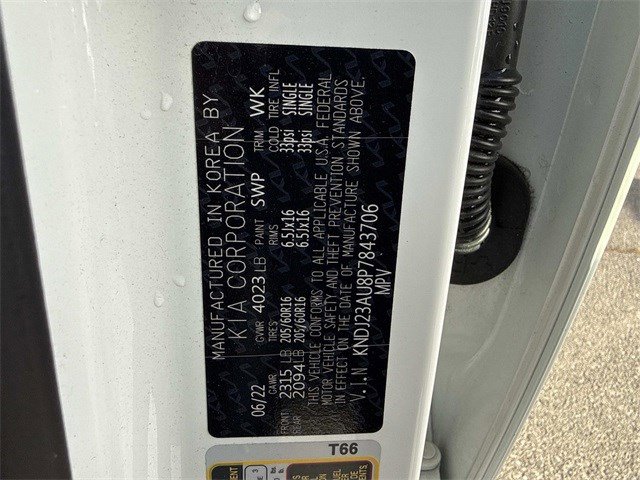 MANUFACTURED IN KOREA BY
KIA CORPORATION
06/22 GVWR 4023 LB PAINT SWP TRIM WK
GAWR TIRES RIMS COLD TIRE INFL
FRONT 2315 LB 205/60R16 6.5Jx16 33psi SINGLE
REAR 2094 LB 205/60R16 6.5Jx16 33psi SINGLE
THIS VEHICLE CONFORMS TO ALL APPLICABLE U.S.A. FEDERAL
MOTOR VEHICLE SAFETY AND THEFT PREVENTION STANDARDS
IN EFFECT ON THE DATE OF MANUFACTURE SHOWN ABOVE.
V.I.N KNDJ23AU8P7843706
MPV
T66